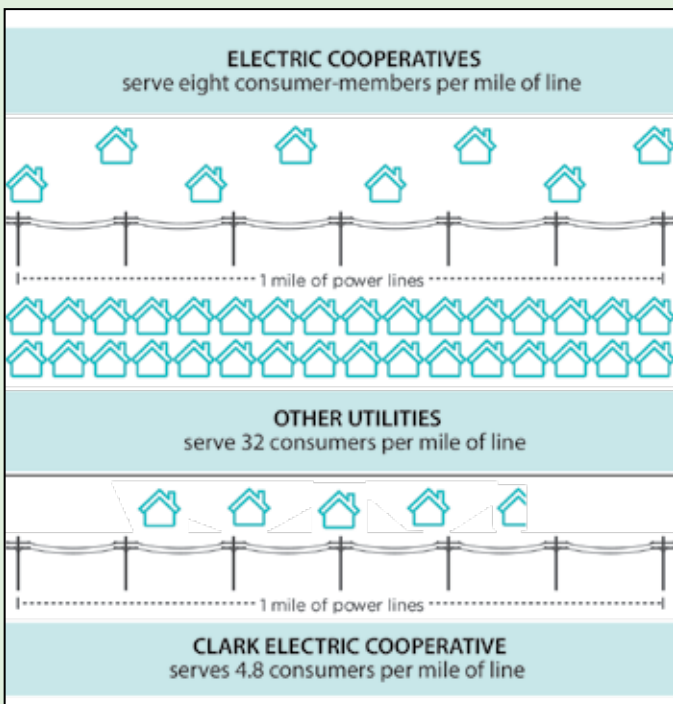 ELECTRIC COOPERATIVES
serve eight consumer-members per mile of line
1 mile of power lines
OTHER UTILITIES
serve 32 consumers per mile of line
1 mile of power lines
CLARK ELECTRIC COOPERATIVE
serves 4.8 consumers per mile of line